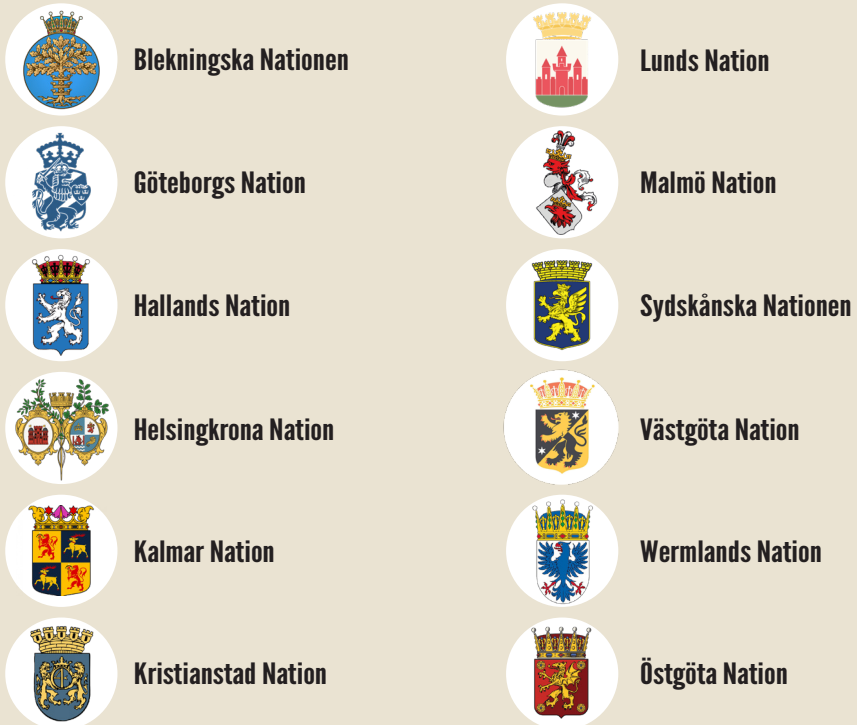 Blekningska Nationen
Göteborgs Nation
Hallands Nation
Helsingkrona Nation
Kalmar Nation
Kristianstad Nation
Lunds Nation
Malmö Nation
Sydskånska Nationen
Västgöta Nation
Wermlands Nation
Östgöta Nation